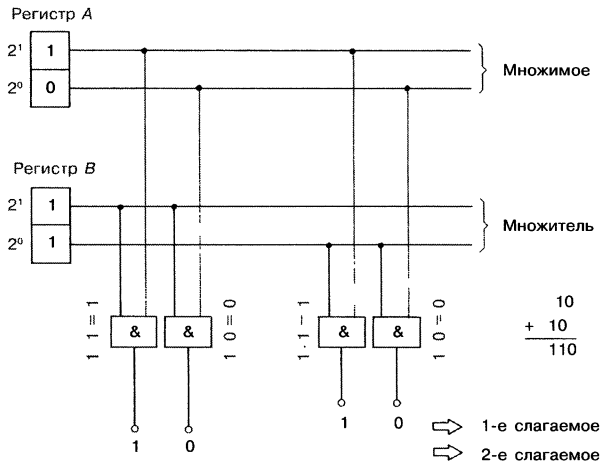 Регистр A
2¹ 1
2⁰ 0
Множимое
Регистр B
2¹ 1
2⁰ 1
Множитель
1 1 = 1
&
&
1 0 = 0
1 · 1 – 1
&
&
1 0 = 0
10
+ 10
110
1 0
1-е слагаемое
1 0
2-е слагаемое